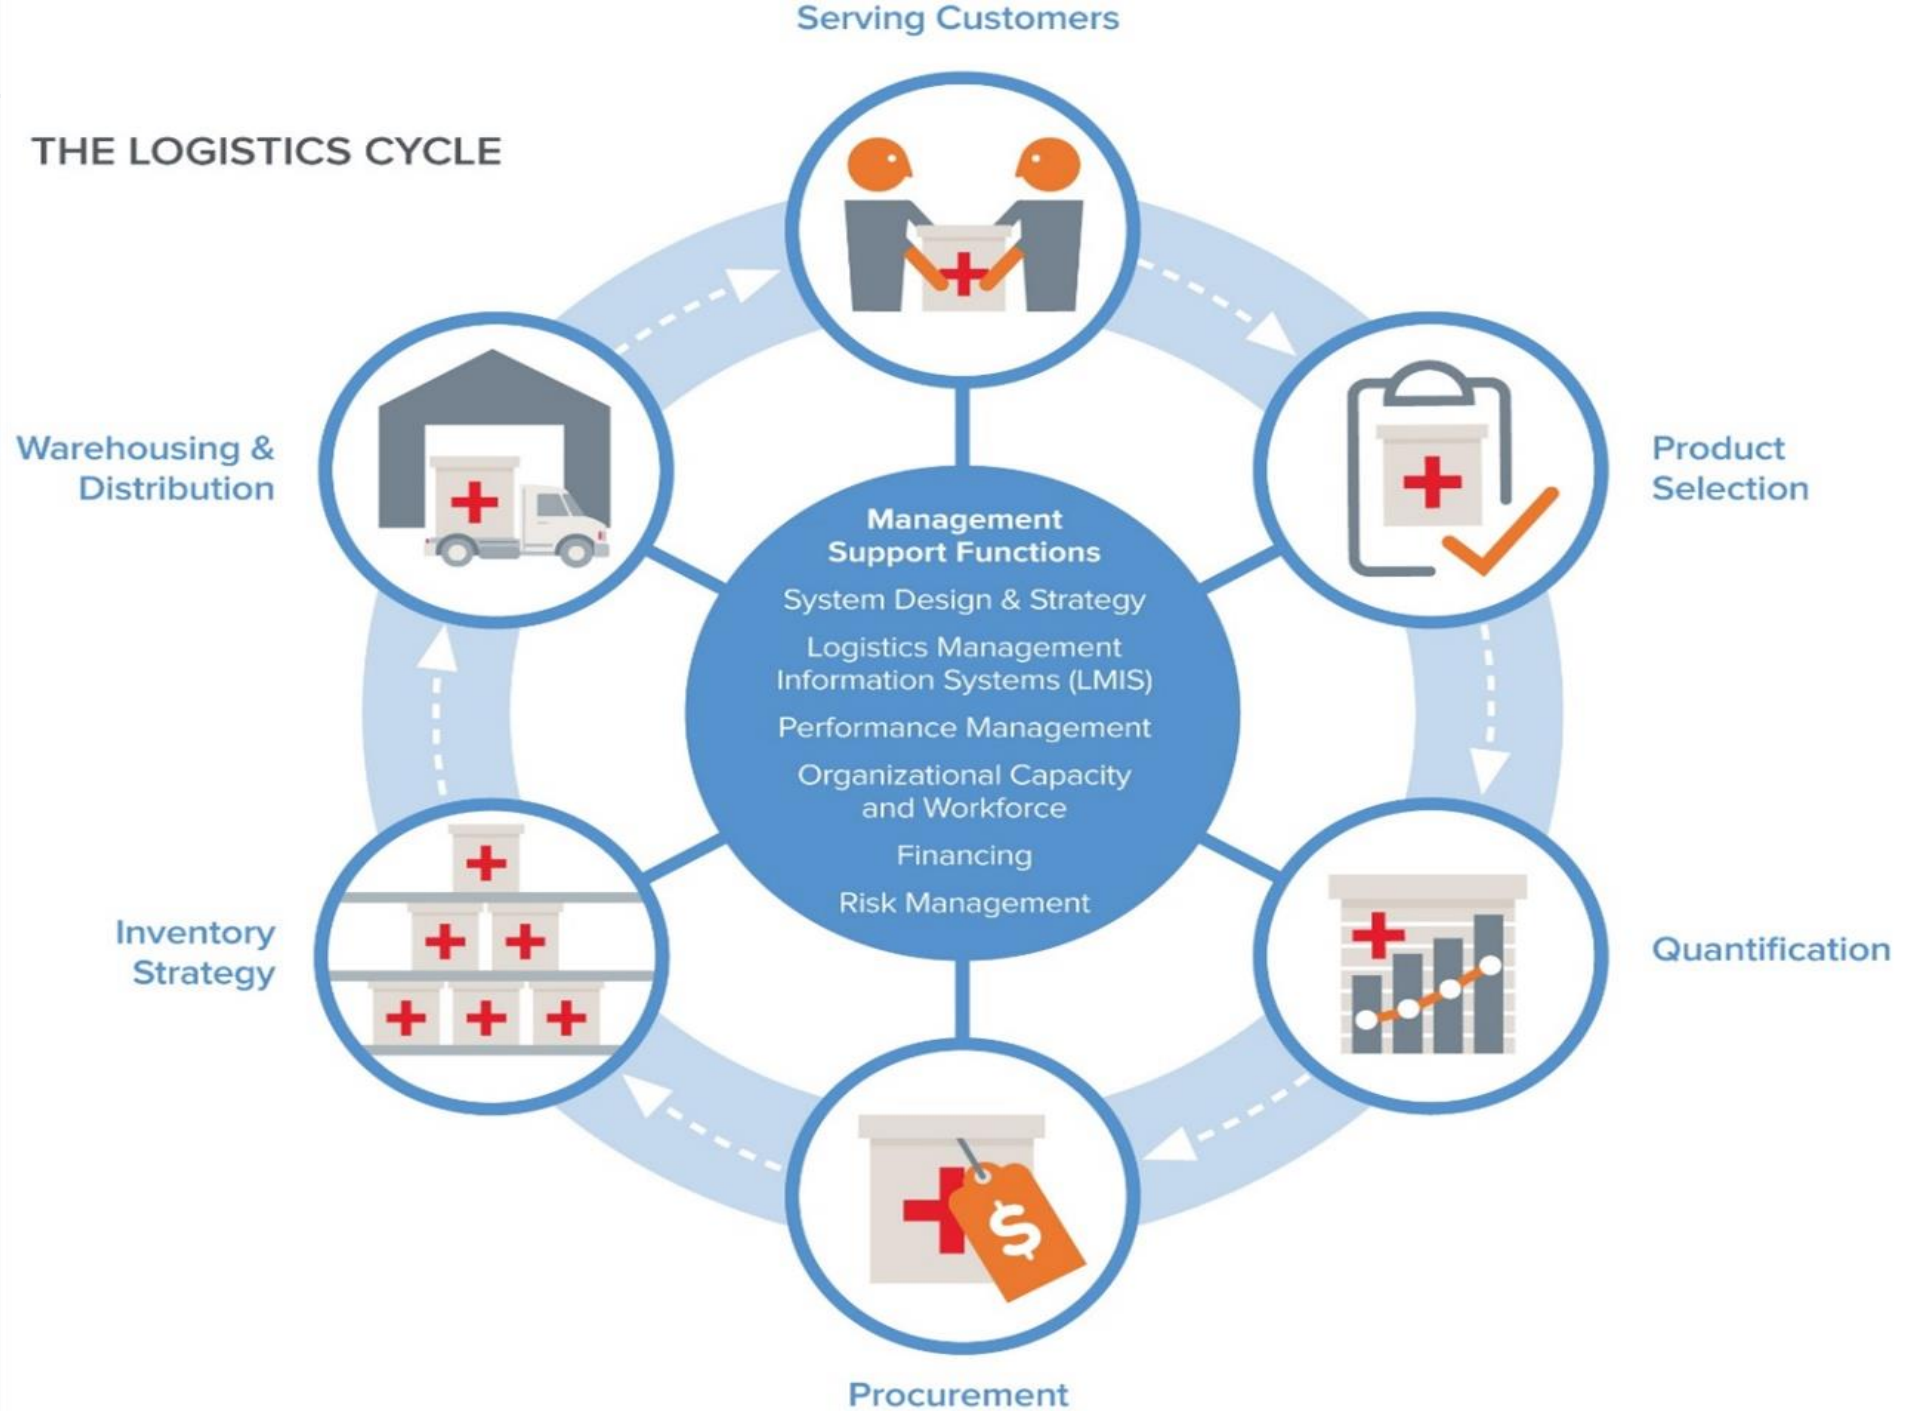 Serving Customers
THE LOGISTICS CYCLE
Product
Selection
Quantification
Procurement
Inventory
Strategy
Warehousing &
Distribution
Management
Support Functions
System Design & Strategy
Logistics Management
Information Systems (LMIS)
Performance Management
Organizational Capacity
and Workforce
Financing
Risk Management
$